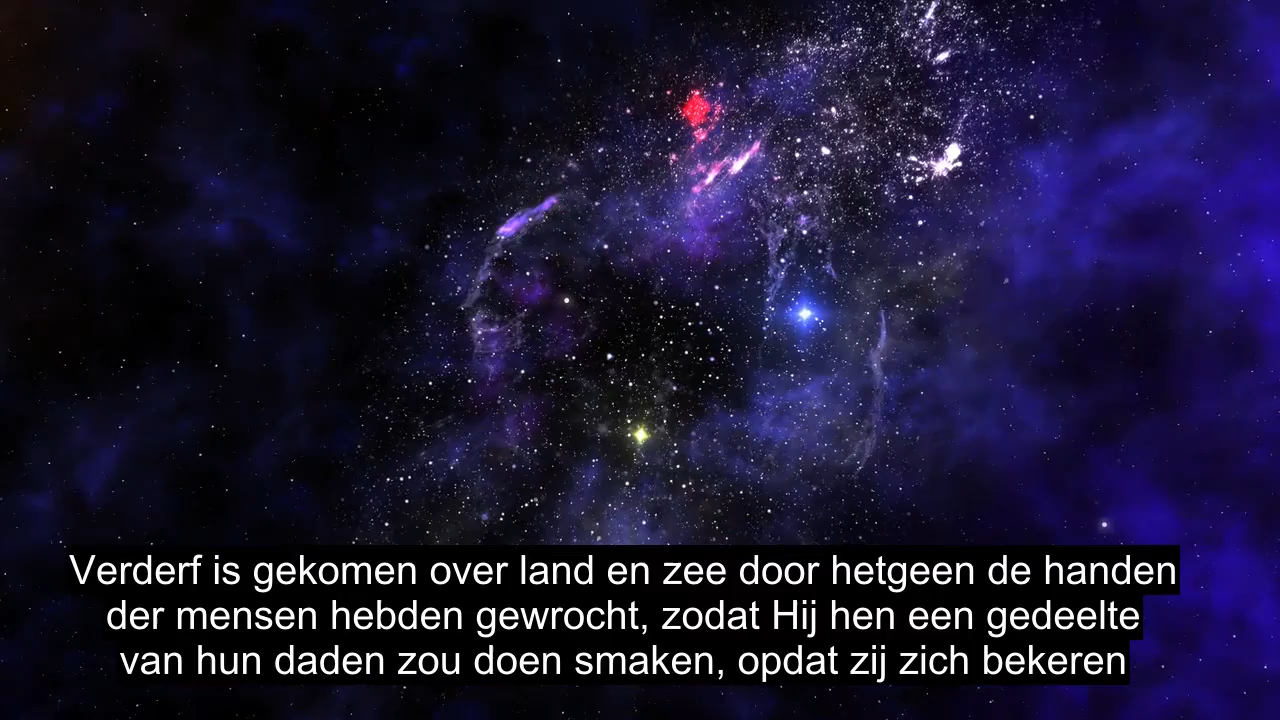 Verderf is gekomen over land en zee door hetgeen de handen
der mensen hebden gewrocht, zodat Hij hen een gedeelte
van hun daden zou doen smaken, opdat zij zich bekeren